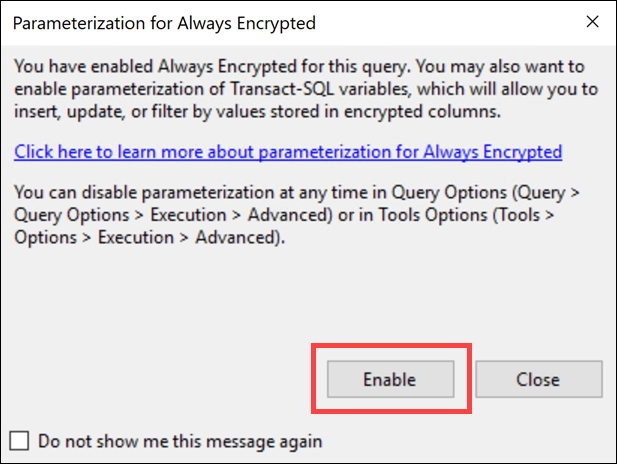 Parameterization for Always Encrypted
You have enabled Always Encrypted for this query. You may also want to
enable parameterization of Transact-SQL variables, which will allow you to
insert, update, or filter by values stored in encrypted columns.
Click here to learn more about parameterization for Always Encrypted
You can disable parameterization at any time in Query Options (Query >
Query Options > Execution > Advanced) or in Tools Options (Tools >
Options > Execution > Advanced).
Enable
Close
Do not show me this message again